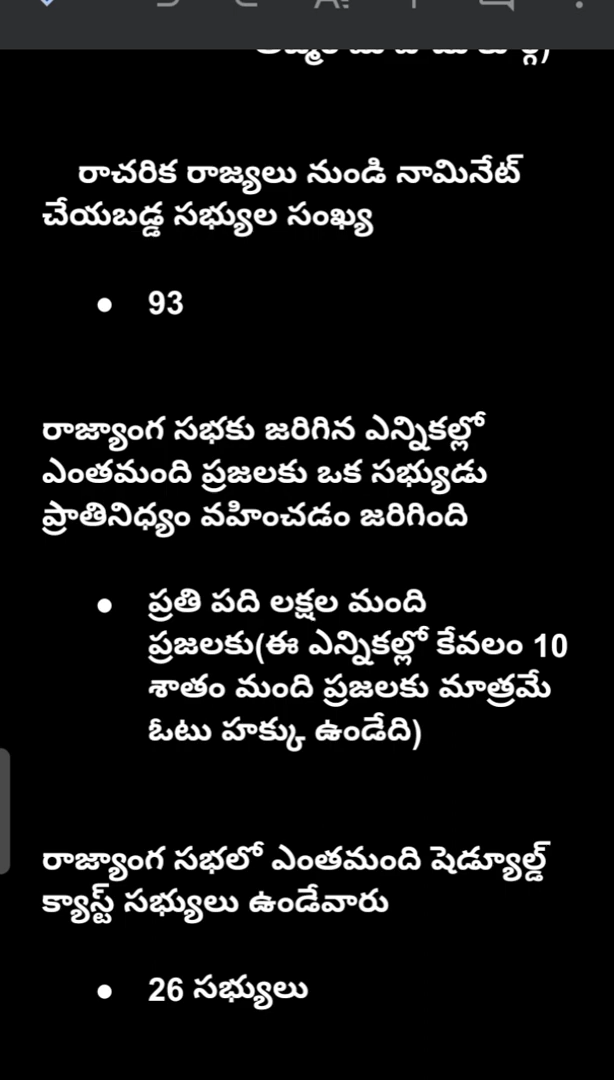 రాచరిక రాజ్యలు నుండి నామినేట్
చేయబడ్డ సభ్యుల సంఖ్య
● 93
రాజ్యాంగ సభకు జరిగిన ఎన్నికల్లో
ఎంతమంది ప్రజలకు ఒక సభ్యుడు
ప్రాతినిధ్యం వహించడం జరిగింది
● ప్రతి పది లక్షల మంది
ప్రజలకు(ఈ ఎన్నికల్లో కేవలం 10
శాతం మంది ప్రజలకు మాత్రమే
ఓటు హక్కు ఉండేది)
రాజ్యాంగ సభలో ఎంతమంది షెడ్యూల్డ్
క్యాస్ట్ సభ్యులు ఉండేవారు
● 26 సభ్యులు